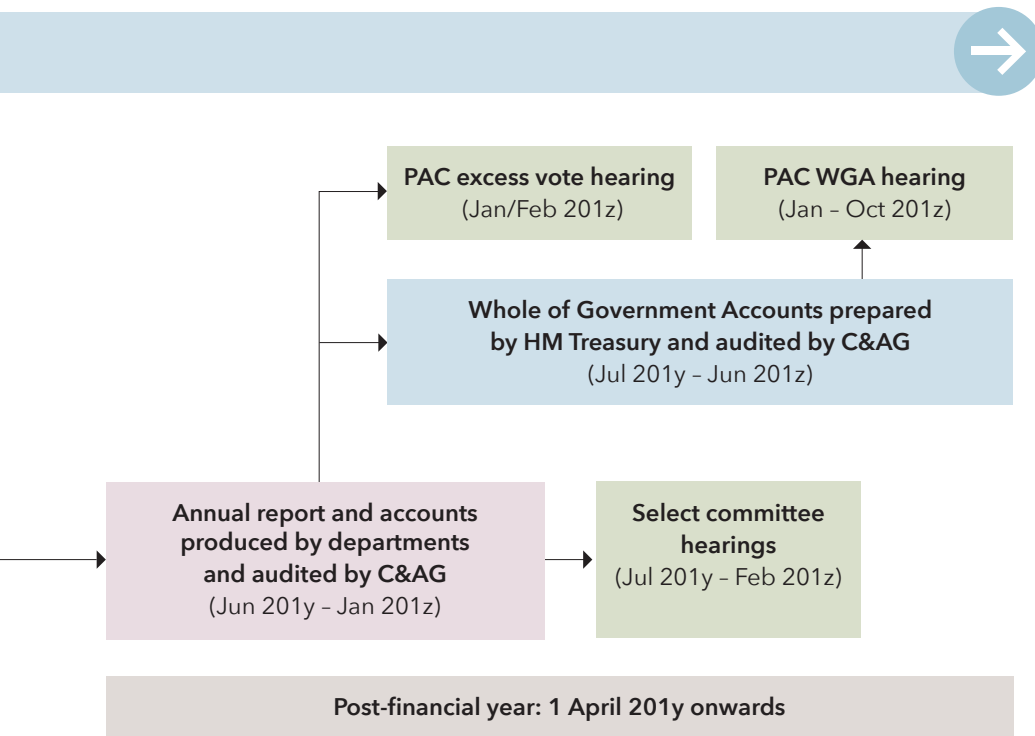 PAC excess vote hearing
(Jan/Feb 201z)
PAC WGA hearing
(Jan – Oct 201z)
Whole of Government Accounts prepared
by HM Treasury and audited by C&AG
(Jul 201y – Jun 201z)
Annual report and accounts
produced by departments
and audited by C&AG
(Jun 201y – Jan 201z)
Select committee
hearings
(Jul 201y – Feb 201z)
Post-financial year: 1 April 201y onwards